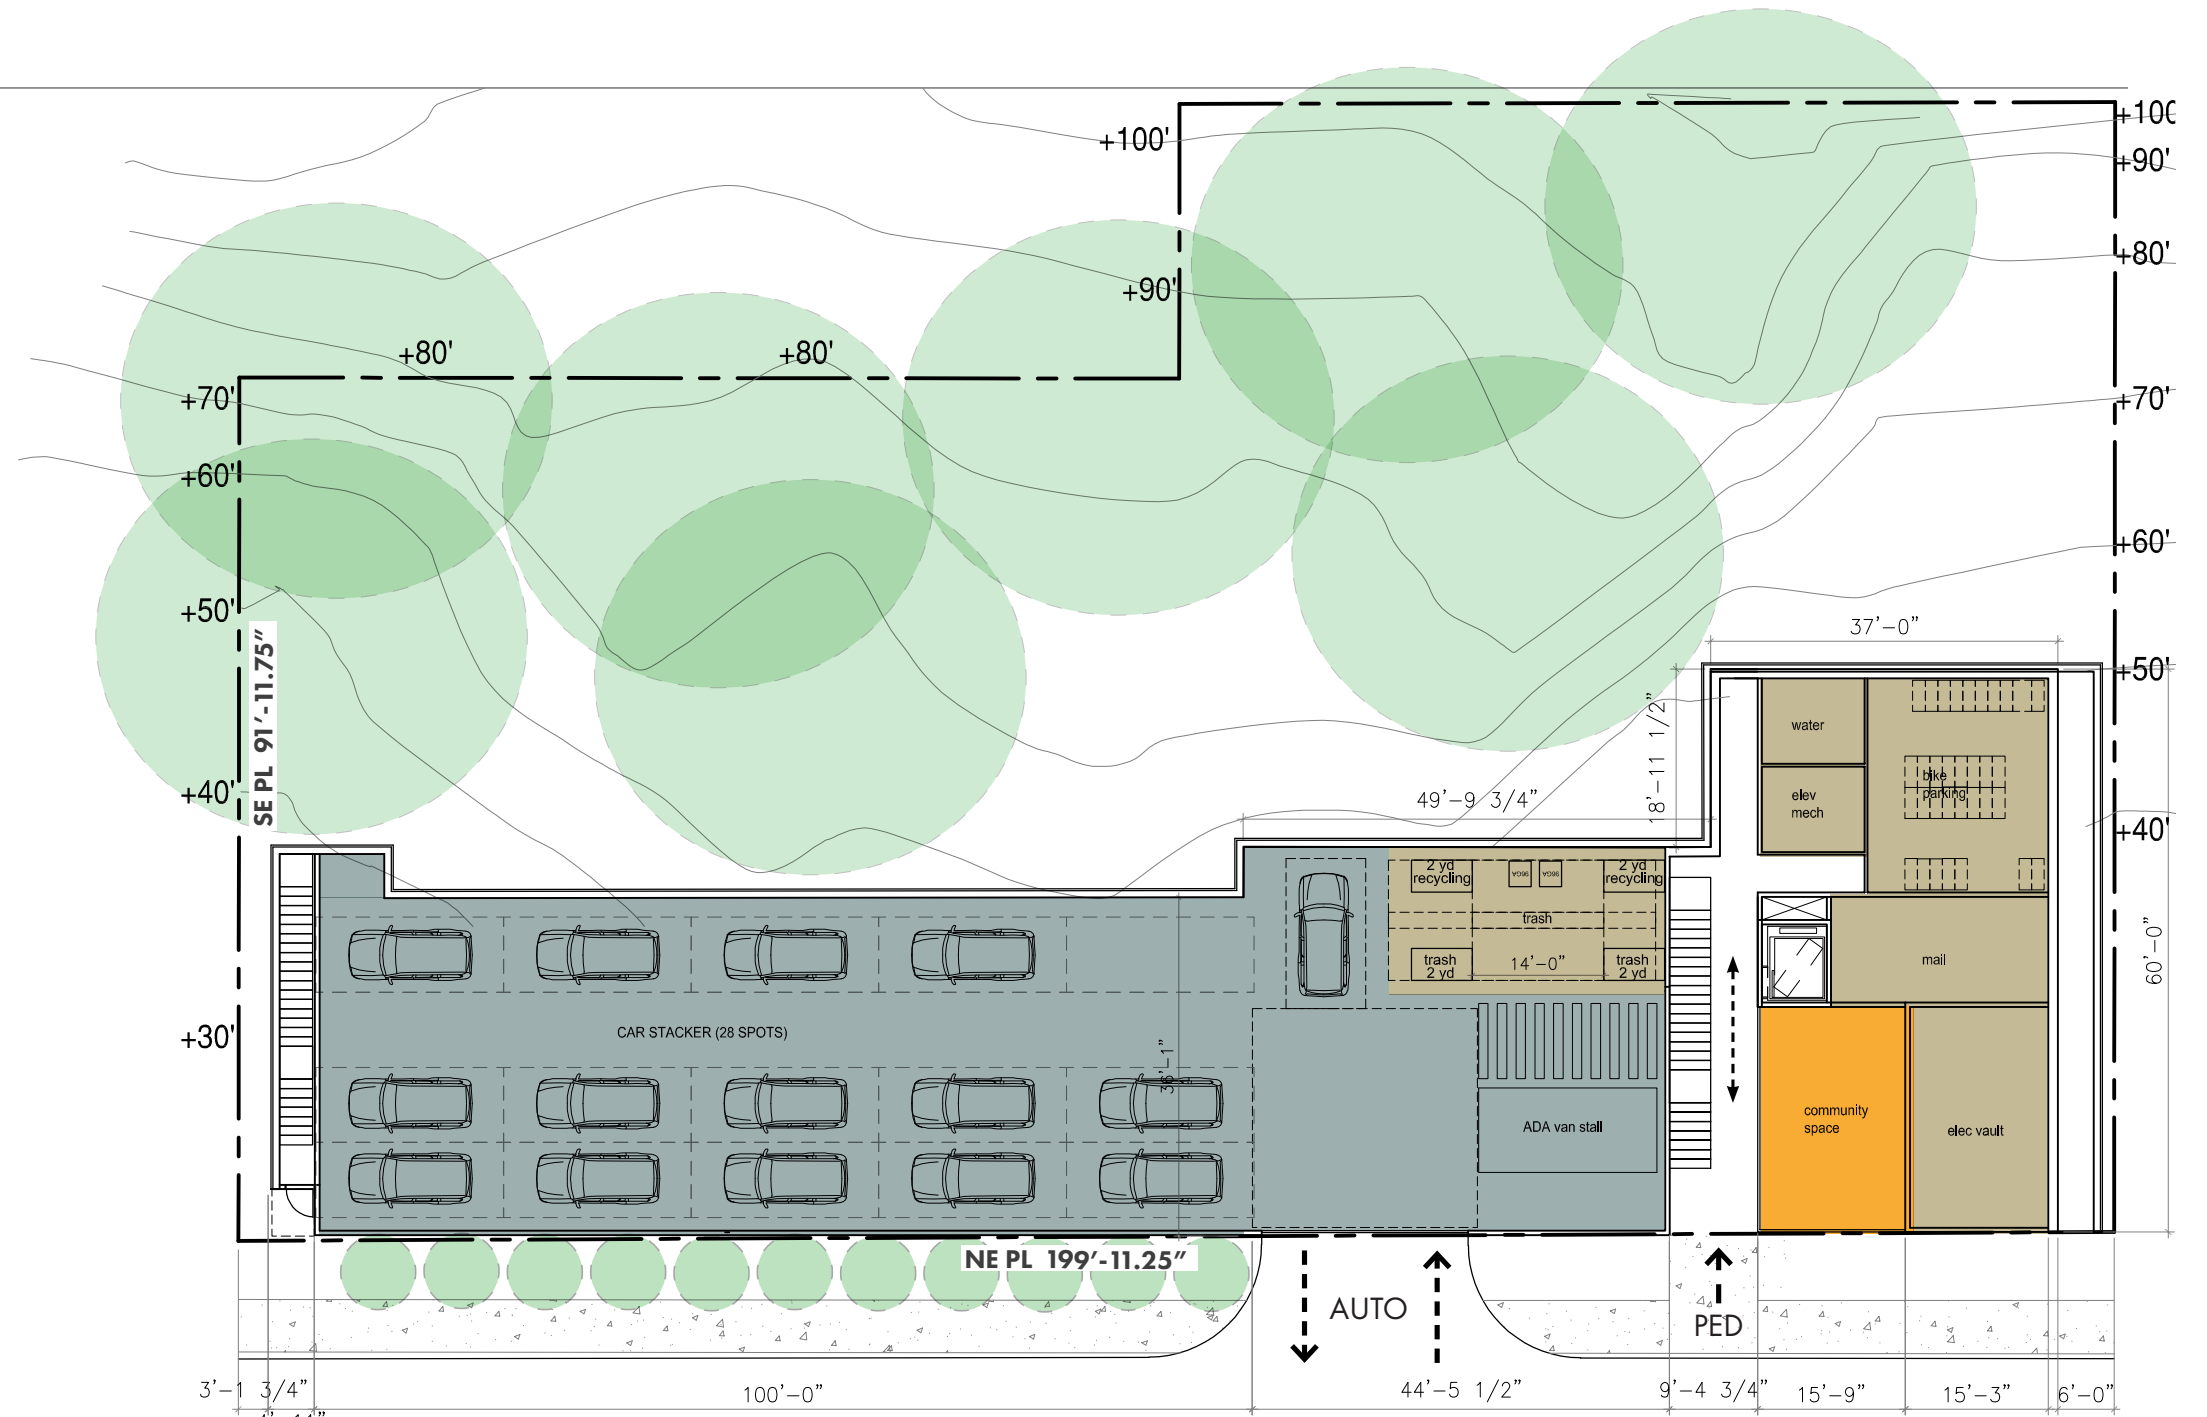 +100'
+100
+90'
+80'
+90'
+80'
+80'
+70'
+70'
+60'
+60'
+50'
SE PL 91'-11.75"
37'-0"
+50'
+40'
+40'
18'-11 1/2"
49'-9 3/4"
water
elev
mech
bike
parking
2 yd
recycling
96GA
96GA
2 yd
recycling
trash
trash
2 yd
14'-0"
trash
2 yd
mail
60'-0"
+30'
CAR STACKER (28 SPOTS)
36'-1"
ADA van stall
community
space
elec vault
NE PL 199'-11.25"
AUTO
PED
3'-1 3/4"
100'-0"
44'-5 1/2"
9'-4 3/4"
15'-9"
15'-3"
6'-0"